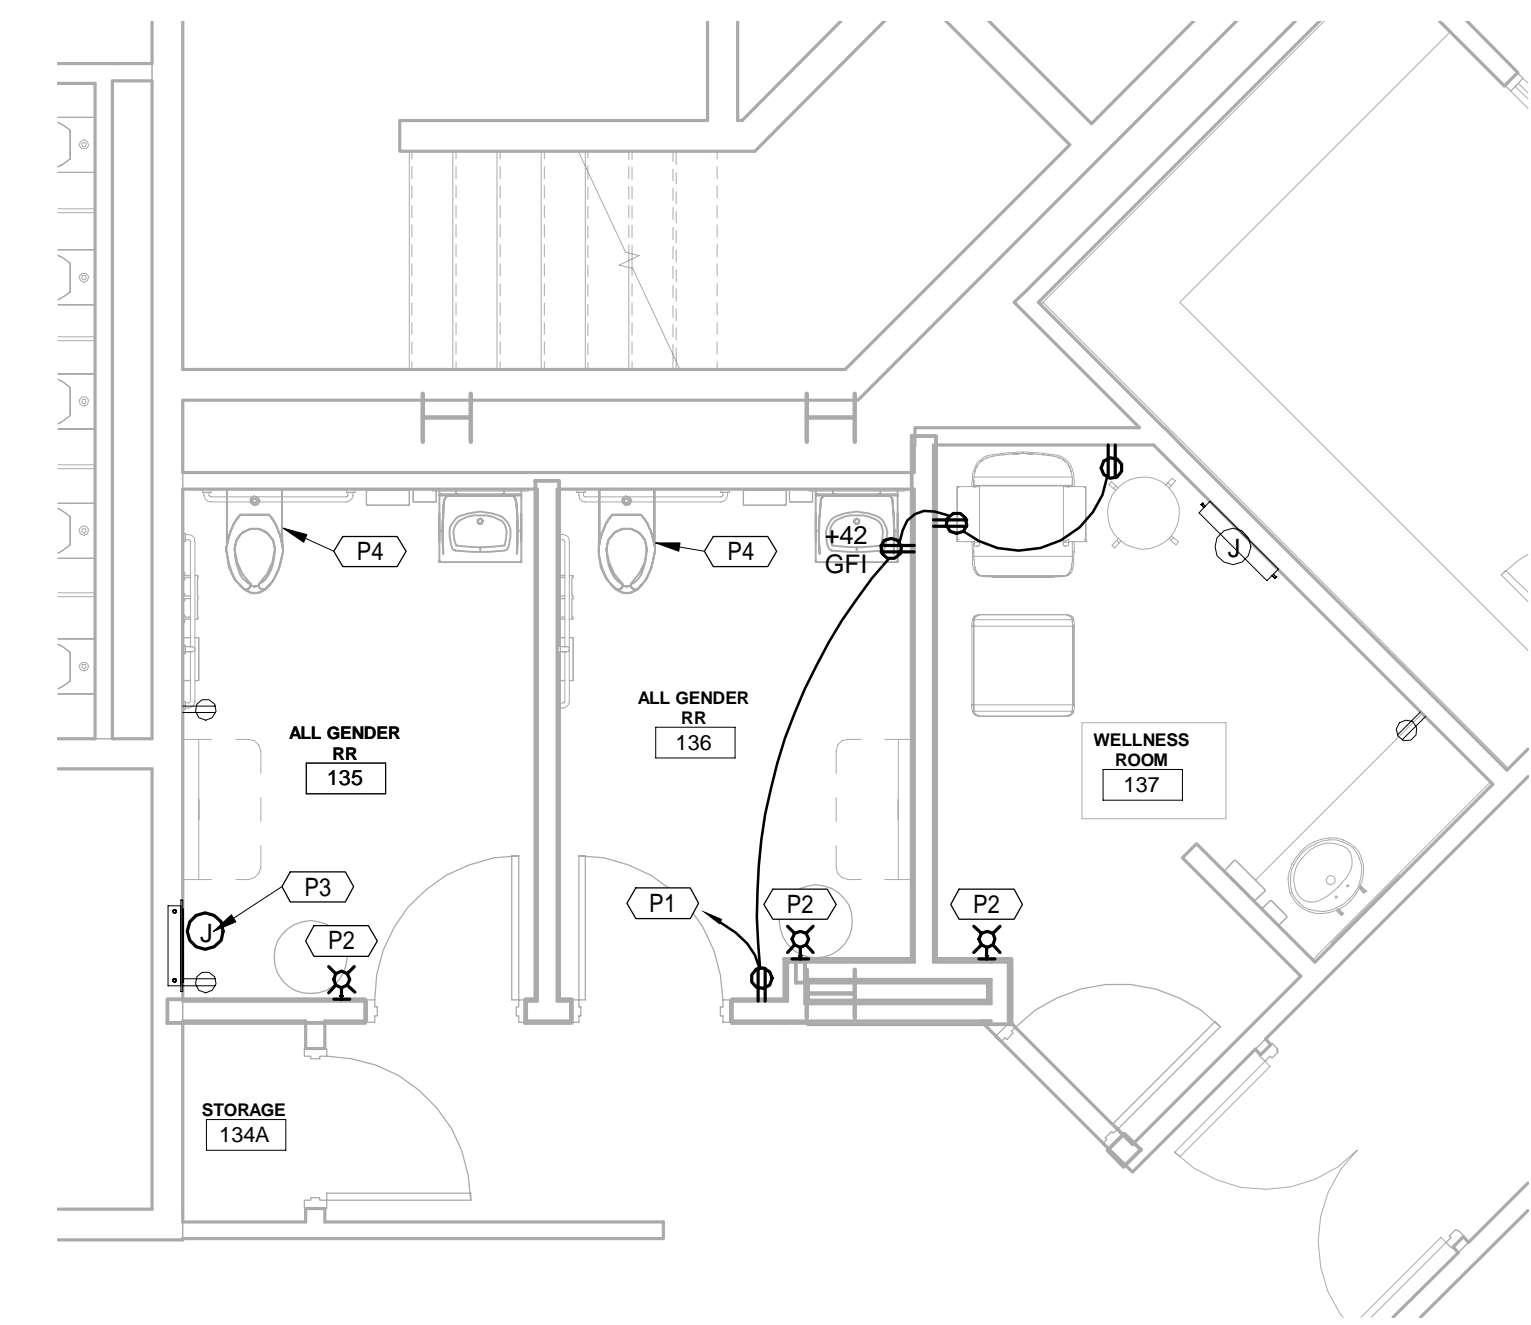 P4
P4
+42
GFI
J
ALL GENDER
RR
136
ALL GENDER
RR
135
WELLNESS
ROOM
137
P3
P1
P2
P2
J
P2
STORAGE
134A